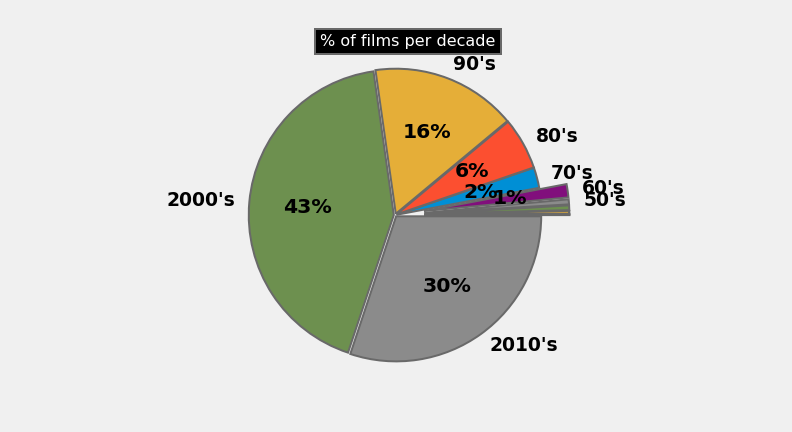 % of films per decade
90's
16%
80's
6%
70's
2%
60's
1%
50's
2000's
43%
30%
2010's